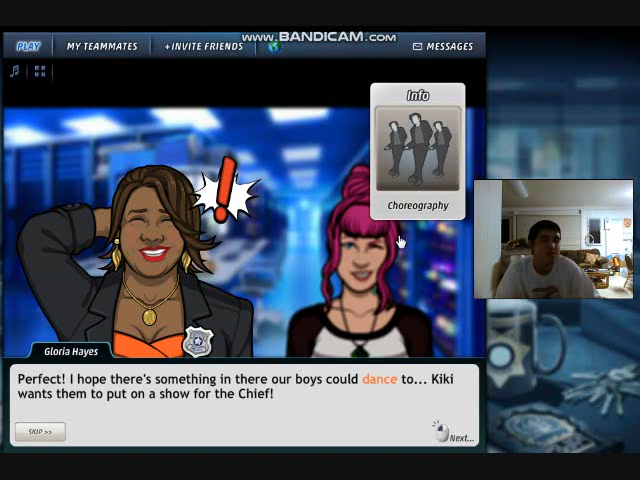 www.BANDICAM.com
PLAY
MY TEAMMATES
+INVITE FRIENDS
MESSAGES
Info
Choreography
Gloria Hayes
Perfect! I hope there's something in there our boys could dance to... Kiki
wants them to put on a show for the Chief!
SKIP >>
Next...